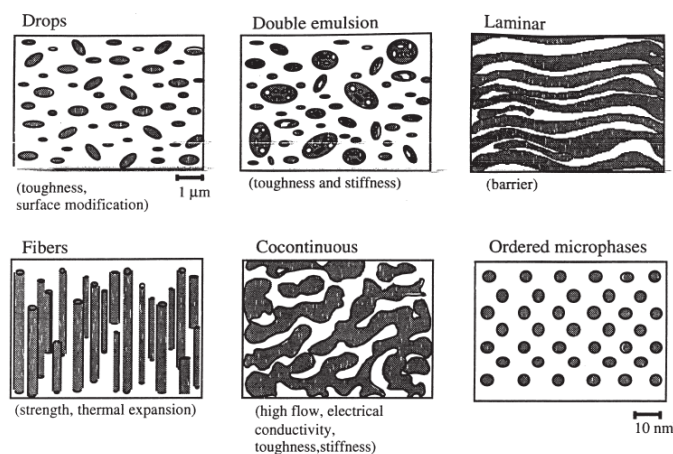 Drops
Double emulsion
Laminar
(toughness,
surface modification)
1 μm
(toughness and stiffness)
(barrier)
Fibers
Cocontinuous
Ordered microphases
(strength, thermal expansion)
(high flow, electrical
conductivity,
toughness,stiffness)
10 nm